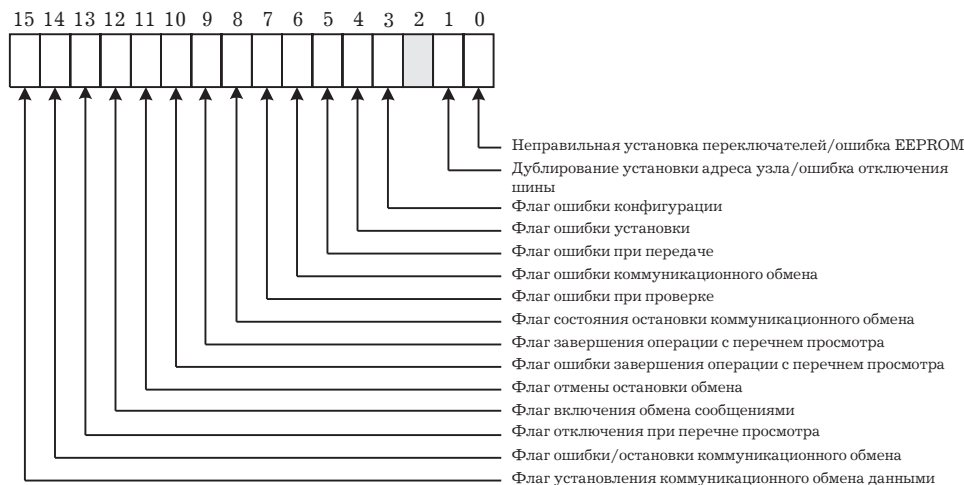 15 14 13 12 11 10 9 8 7 6 5 4 3 2 1 0
Неправильная установка переключателей/ошибка EEPROM
Дублирование установки адреса узла/ошибка отключения
шины
Флаг ошибки конфигурации
Флаг ошибки установки
Флаг ошибки при передаче
Флаг ошибки коммуникационного обмена
Флаг ошибки при проверке
Флаг состояния остановки коммуникационного обмена
Флаг завершения операции с перечнем просмотра
Флаг ошибки завершения операции с перечнем просмотра
Флаг отмены остановки обмена
Флаг включения обмена сообщениями
Флаг отключения при перечне просмотра
Флаг ошибки/остановки коммуникационного обмена
Флаг установления коммуникационного обмена данными